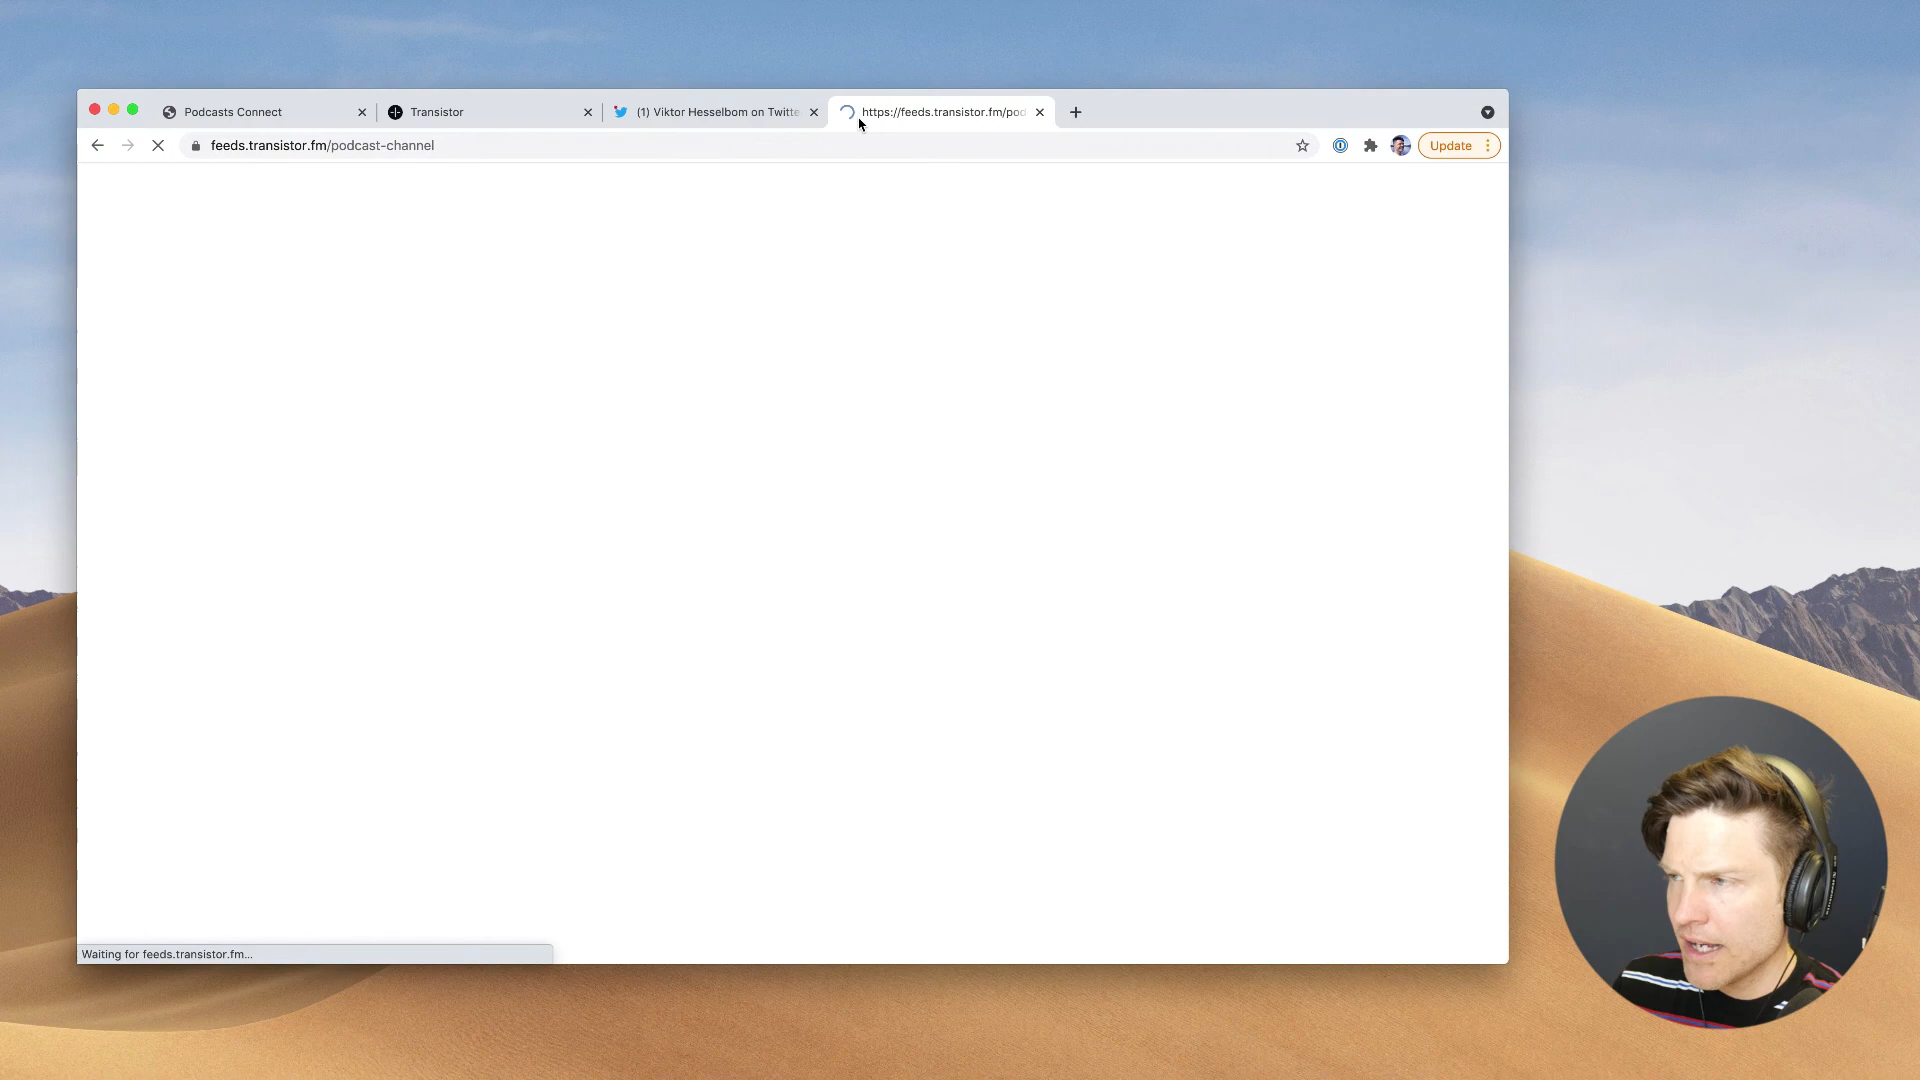 Podcasts Connect
Transistor
(1) Viktor Hesselbom on Twitte
https://feeds.transistor.fm/pod
feeds.transistor.fm/podcast-channel
Update
Waiting for feeds.transistor.fm...